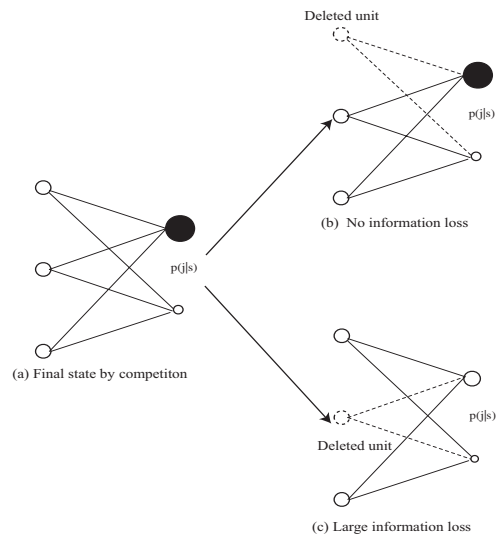 Deleted unit
p(j|s)
(b) No information loss
p(j|s)
(a) Final state by competiton
p(j|s)
Deleted unit
(c) Large information loss